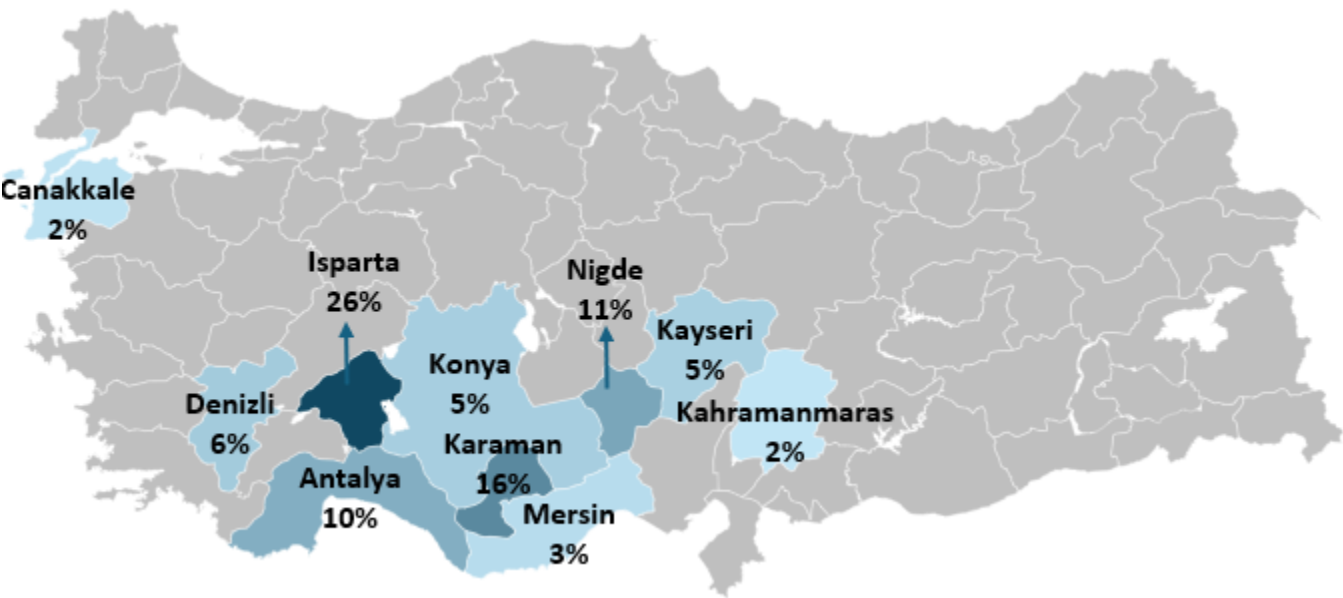 Canakkale
2%
Isparta
26%
Nigde
11%
Kayseri
5%
Konya
5%
Denizli
6%
Kahramanmaras
2%
Karaman
16%
Antalya
10%
Mersin
3%